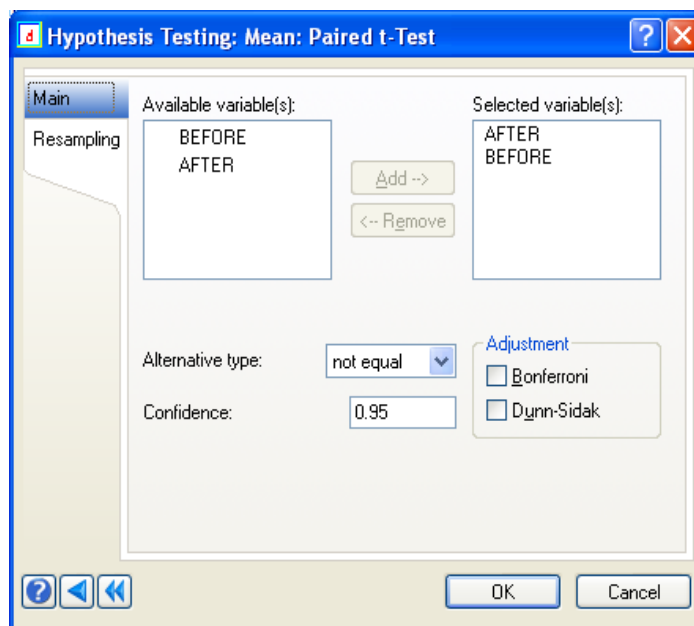 Hypothesis Testing: Mean: Paired t-Test
Main
Resampling
Available variable(s):
BEFORE
AFTER
Add -->
<-- Remove
Selected variable(s):
AFTER
BEFORE
Alternative type:
not equal
Confidence:
0.95
Adjustment
Bonferroni
Dunn-Sidak
OK
Cancel